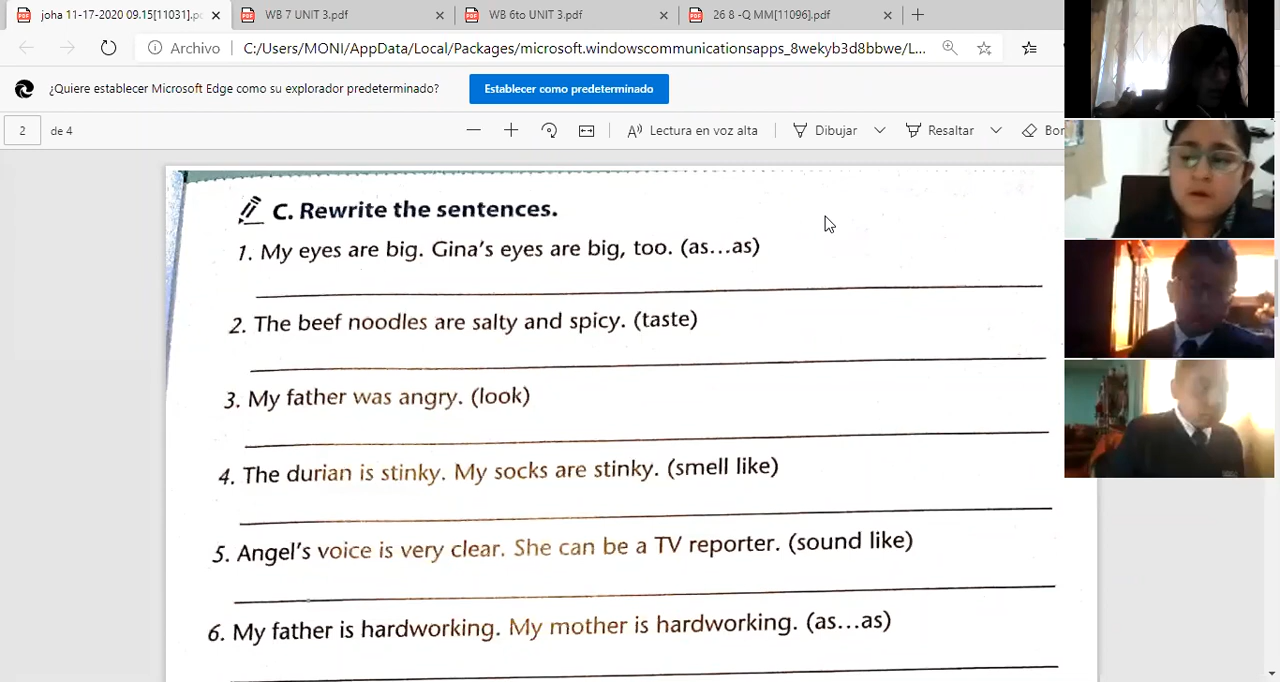 joha 11-17-2020 09.15[11031].p
WB 7 UNIT 3.pdf
WB 6to UNIT 3.pdf
26 8 -Q MM[11096].pdf
Archivo
C:/Users/MONI/AppData/Local/Packages/microsoft.windowscommunicationsapps_8wekyb3d8bbwe/L...
¿Quiere establecer Microsoft Edge como su explorador predeterminado?
Establecer como predeterminado
2 de 4
Lectura en voz alta
Dibujar
Resaltar
Bor
C. Rewrite the sentences.
1. My eyes are big. Gina's eyes are big, too. (as...as)
2. The beef noodles are salty and spicy. (taste)
3. My father was angry. (look)
4. The durian is stinky. My socks are stinky. (smell like)
5. Angel's voice is very clear. She can be a TV reporter. (sound like)
6. My father is hardworking. My mother is hardworking. (as...as)